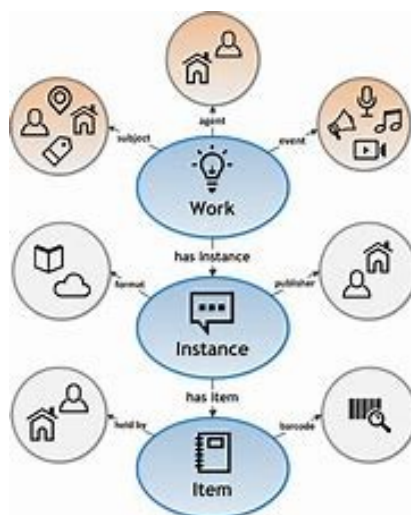 agent
subject
event
Work
has Instance
format
publisher
Instance
has Item
held by
barcode
Item